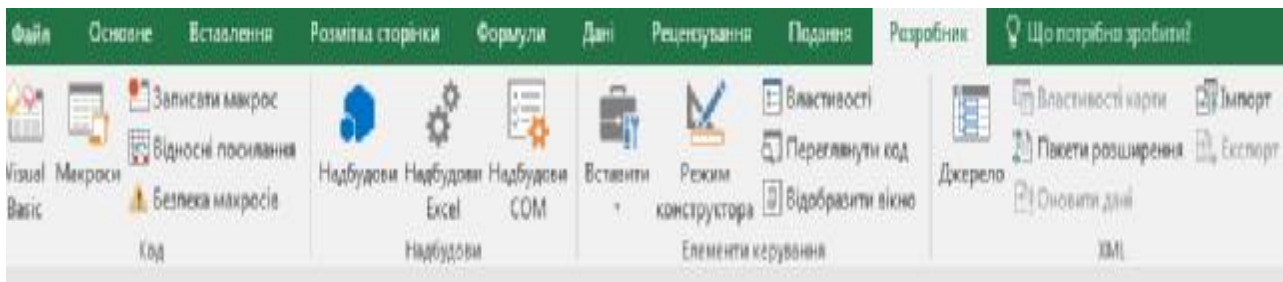 Файл Основне Вставлення Розмітка сторінки Формули Дані Рецензування Подання Розробник Що потрібно зробити?
Visual Basic
Макроси
Записати макрос
Відносні посилання
Безпека макросів
Код
Надбудови
Надбудови Excel
Надбудови COM
Надбудови
Вставити
Режим конструктора
Властивості
Переглянути код
Відобразити вікно
Елементи керування
Джерело
Властивості карти
Пакети розширення
Оновити дані
Імпорт
Експорт
XML